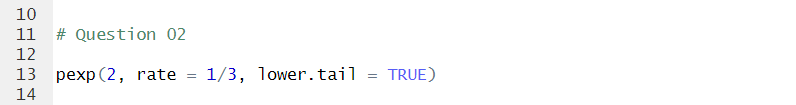 10
11 # Question 02
12
13 pexp(2, rate = 1/3, lower.tail = TRUE)
14